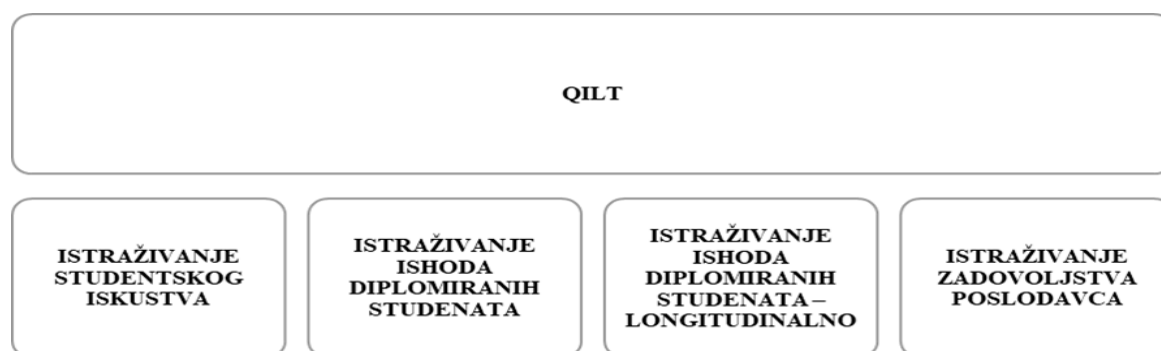 QILT
ISTRAŽIVANJE
STUDENTSKOG
ISKUSTVA
ISTRAŽIVANJE
ISHODA
DIPLOMIRANIH
STUDENATA
ISTRAŽIVANJE
ISHODA
DIPLOMIRANIH
STUDENATA –
LONGITUDINALNO
ISTRAŽIVANJE
ZADOVOLJSTVA
POSLODAVCA